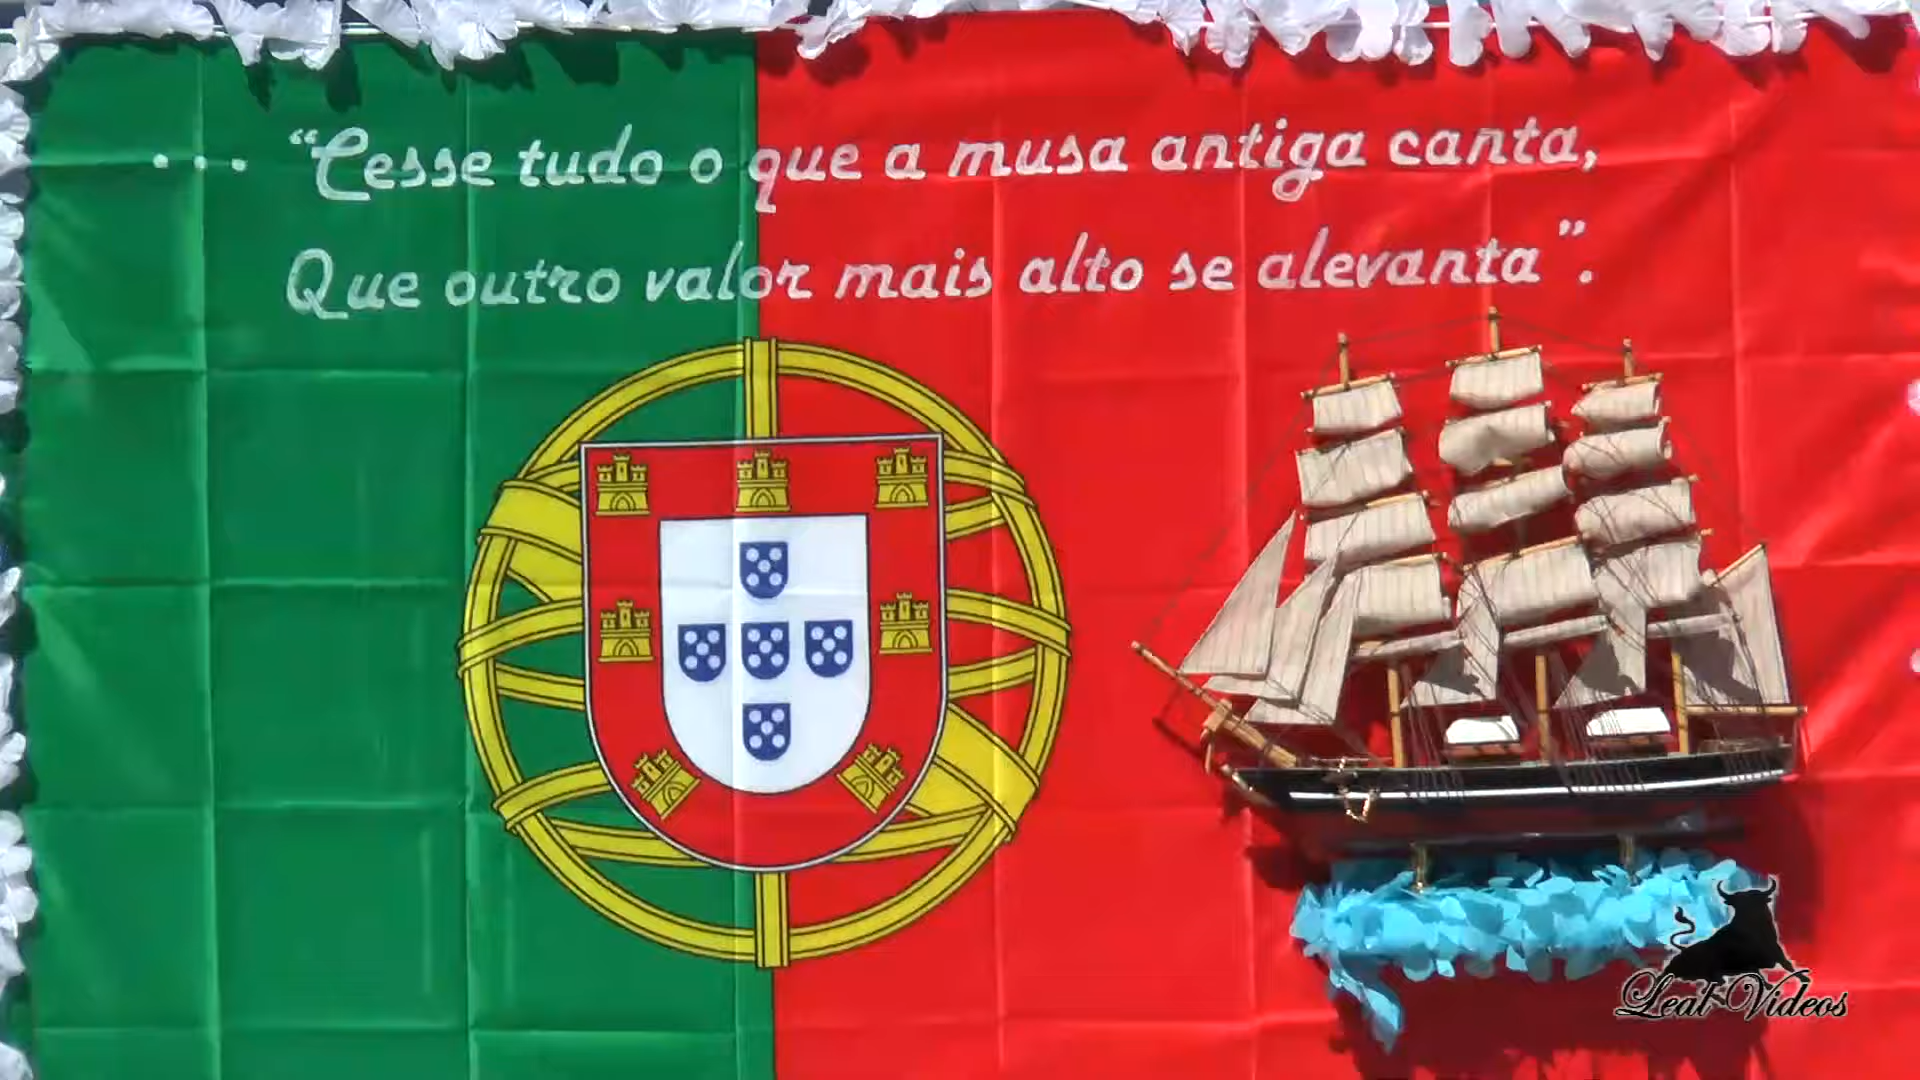 ... “Cesse tudo o que a musa antiga canta,
Que outro valor mais alto se alevanta”.
Leal Videos